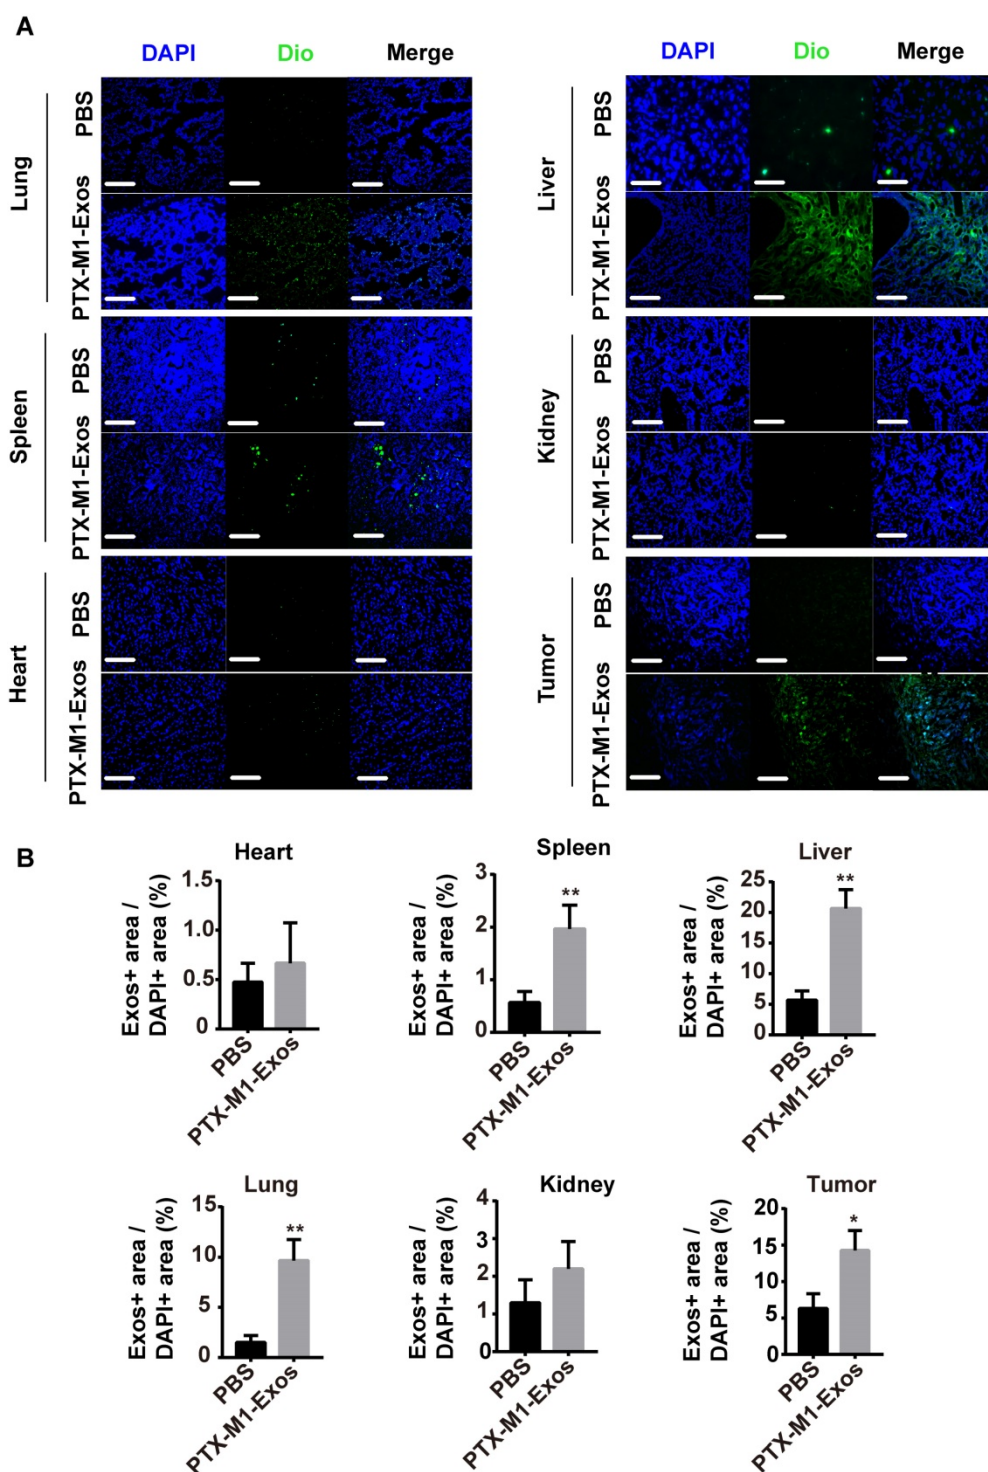 A
DAPI Dio Merge
DAPI Dio Merge
Lung
PBS
PTX-M1-Exos
Liver
PBS
PTX-M1-Exos
Spleen
PBS
PTX-M1-Exos
Kidney
PBS
PTX-M1-Exos
Heart
PBS
PTX-M1-Exos
Tumor
PBS
PTX-M1-Exos
B
Heart
Exos+ area /
DAPI+ area (%)
1.5
1.0
0.5
0
PBS
PTX-M1-Exos
Spleen
Exos+ area /
DAPI+ area (%)
3
2
1
0
**
PBS
PTX-M1-Exos
Liver
Exos+ area /
DAPI+ area (%)
25
20
15
10
5
0
**
PBS
PTX-M1-Exos
Lung
Exos+ area /
DAPI+ area (%)
15
10
5
0
**
PBS
PTX-M1-Exos
Kidney
Exos+ area /
DAPI+ area (%)
4
3
2
1
0
PBS
PTX-M1-Exos
Tumor
Exos+ area /
DAPI+ area (%)
20
15
10
5
0
*
PBS
PTX-M1-Exos